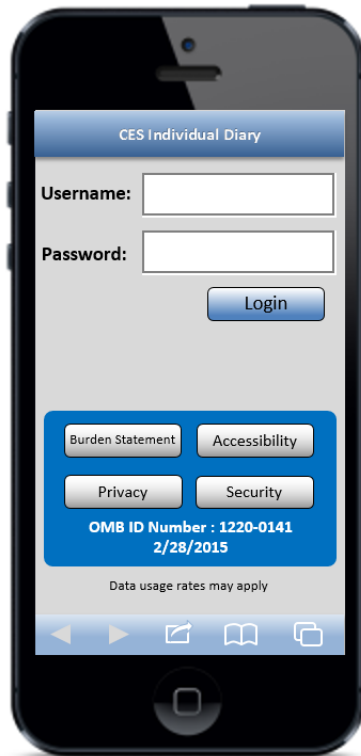 CES Individual Diary
Username:
Password:
Login
Burden Statement
Accessibility
Privacy
Security
OMB ID Number : 1220-0141
2/28/2015
Data usage rates may apply